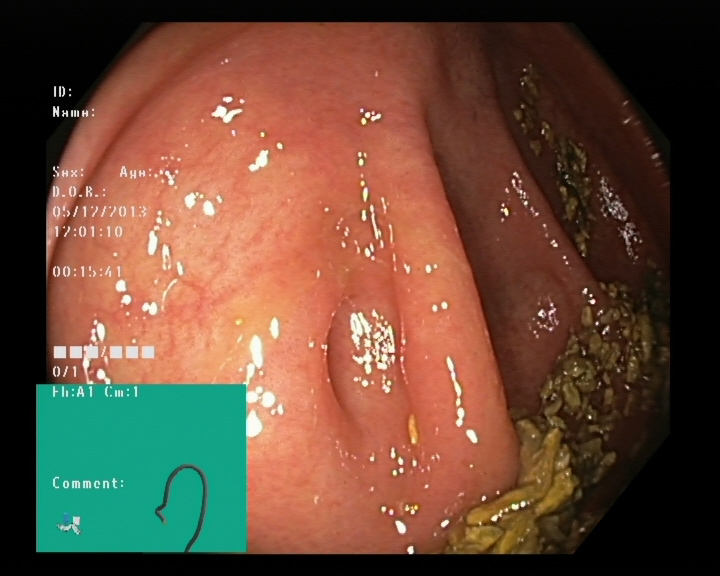 ID:
Name:
Sex: Age:
D.O.B.:
05/12/2013
12:01:10
00:15:41
■■■/■■■
0/1
Eh:A1 Cm:1
Comment: